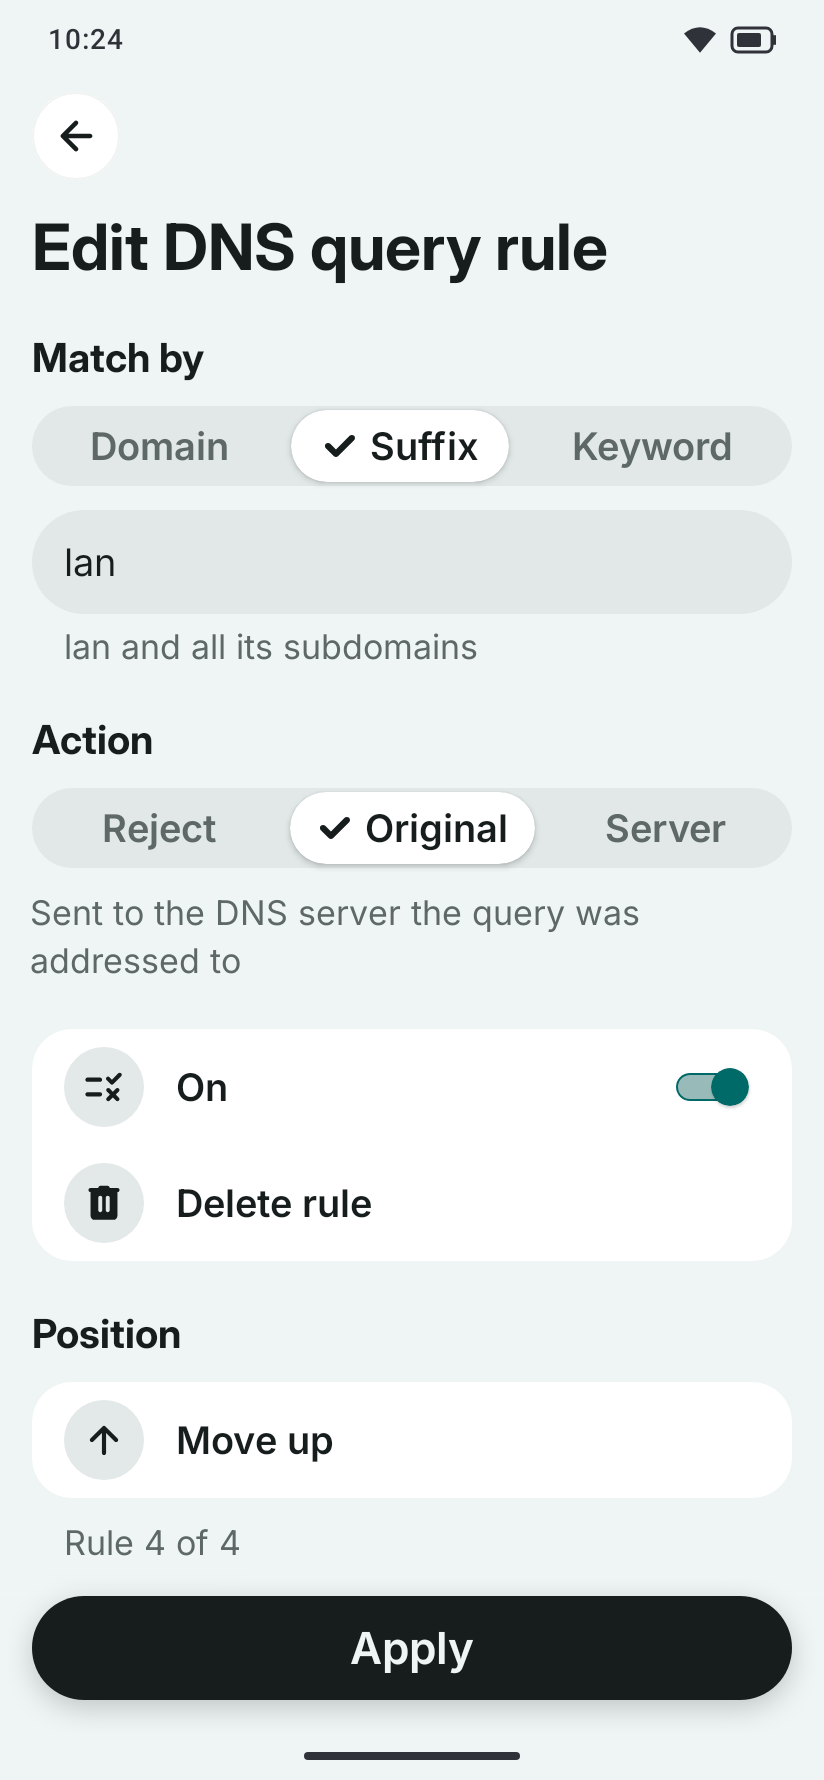 10:24
Edit DNS query rule
Match by
Domain
Suffix
Keyword
lan
lan and all its subdomains
Action
Reject
Original
Server
Sent to the DNS server the query was
addressed to
On
Delete rule
Position
Move up
Rule 4 of 4
Apply